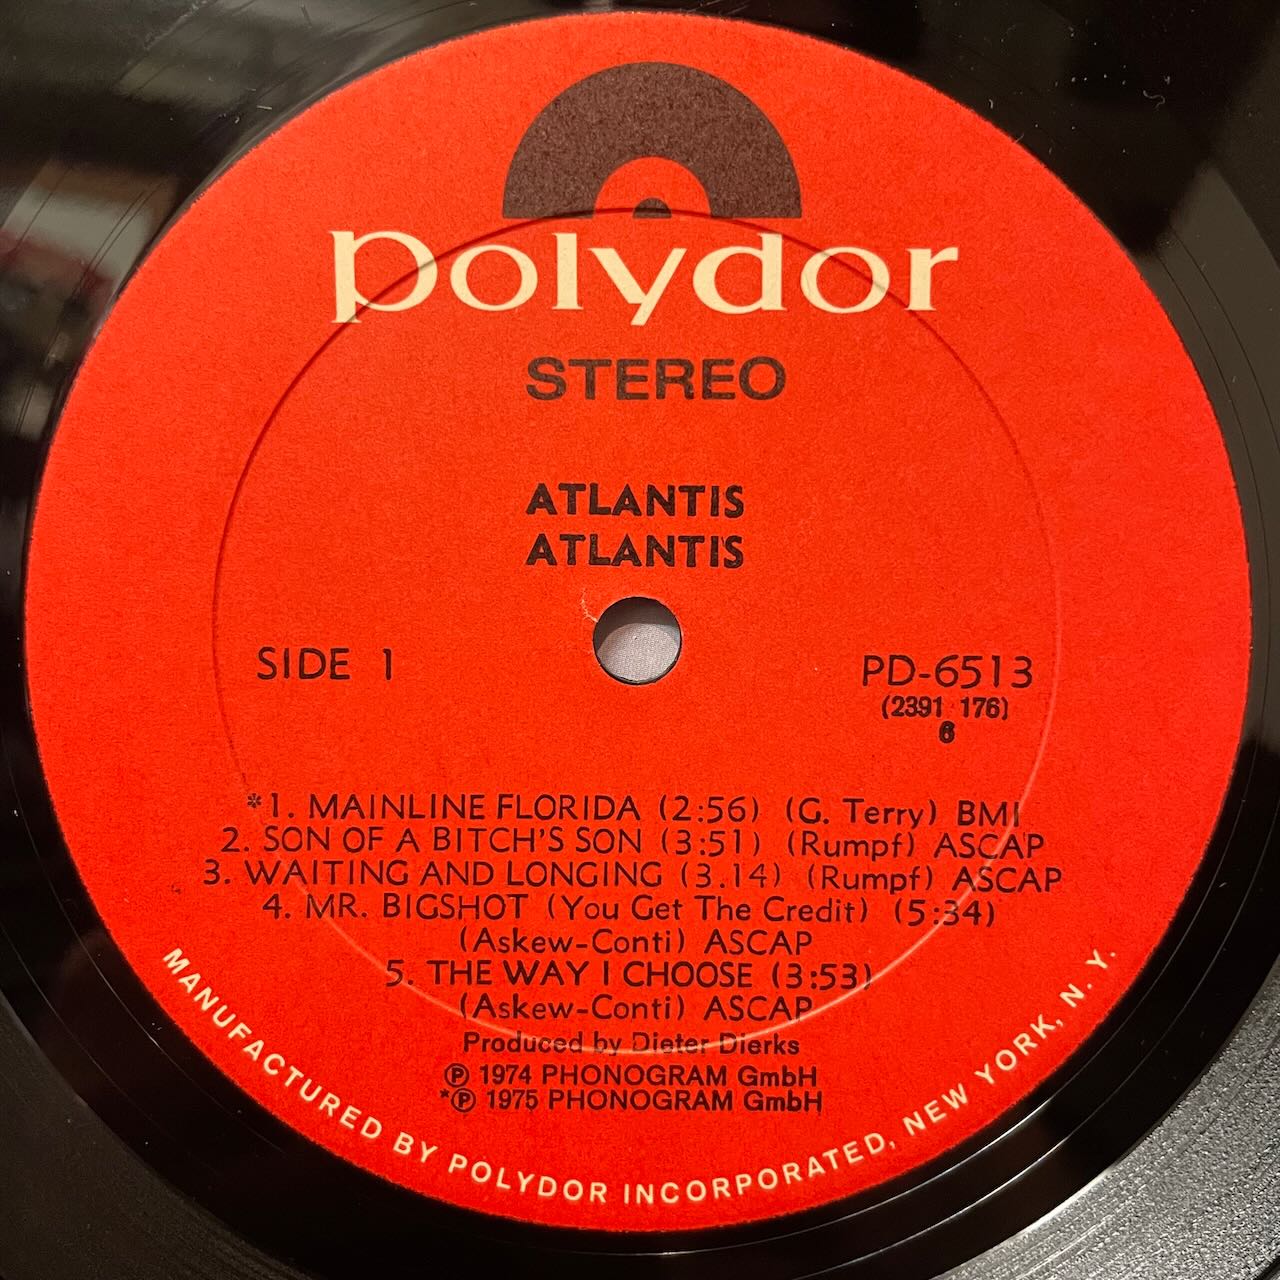 polydor
STEREO
ATLANTIS
ATLANTIS
SIDE 1
PD-6513
(2391 176)
6
*1. MAINLINE FLORIDA (2:56) (G. Terry) BMI
2. SON OF A BITCH'S SON (3:51) (Rumpf) ASCAP
3. WAITING AND LONGING (3.14) (Rumpf) ASCAP
4. MR. BIGSHOT (You Get The Credit) (5:34)
(Askew-Conti) ASCAP
5. THE WAY I CHOOSE (3:53)
(Askew-Conti) ASCAP
Produced by Dieter Dierks
℗ 1974 PHONOGRAM GmbH
*℗ 1975 PHONOGRAM GmbH
MANUFACTURED BY POLYDOR INCORPORATED, NEW YORK, N. Y.